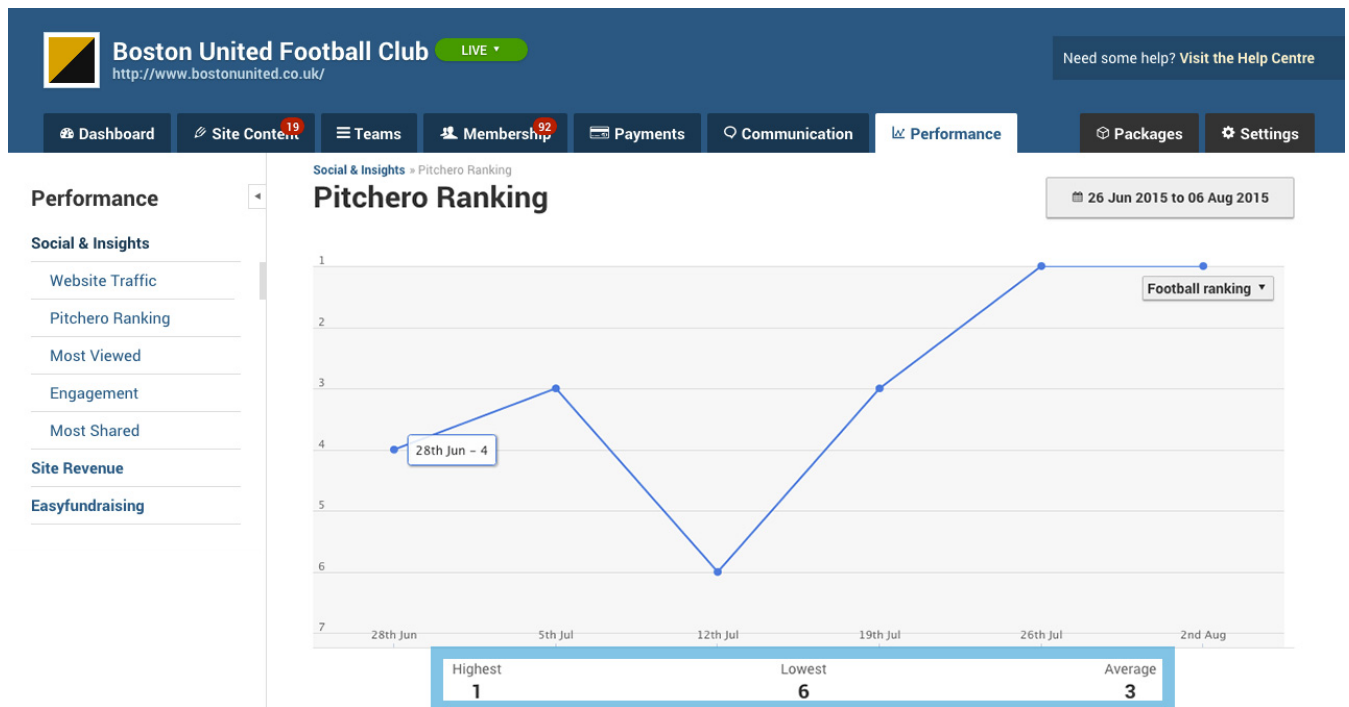 Boston United Football Club LIVE
http://www.bostonunited.co.uk/
Need some help? Visit the Help Centre
Dashboard Site Content 19 Teams Membership 92 Payments Communication Performance Packages Settings
Performance
Social & Insights
Website Traffic
Pitchero Ranking
Most Viewed
Engagement
Most Shared
Site Revenue
Easyfundraising
Social & Insights » Pitchero Ranking
Pitchero Ranking
26 Jun 2015 to 06 Aug 2015
Football ranking
1
2
3
4
5
6
7
28th Jun – 4
28th Jun 5th Jul 12th Jul 19th Jul 26th Jul 2nd Aug
Highest Lowest Average
1 6 3